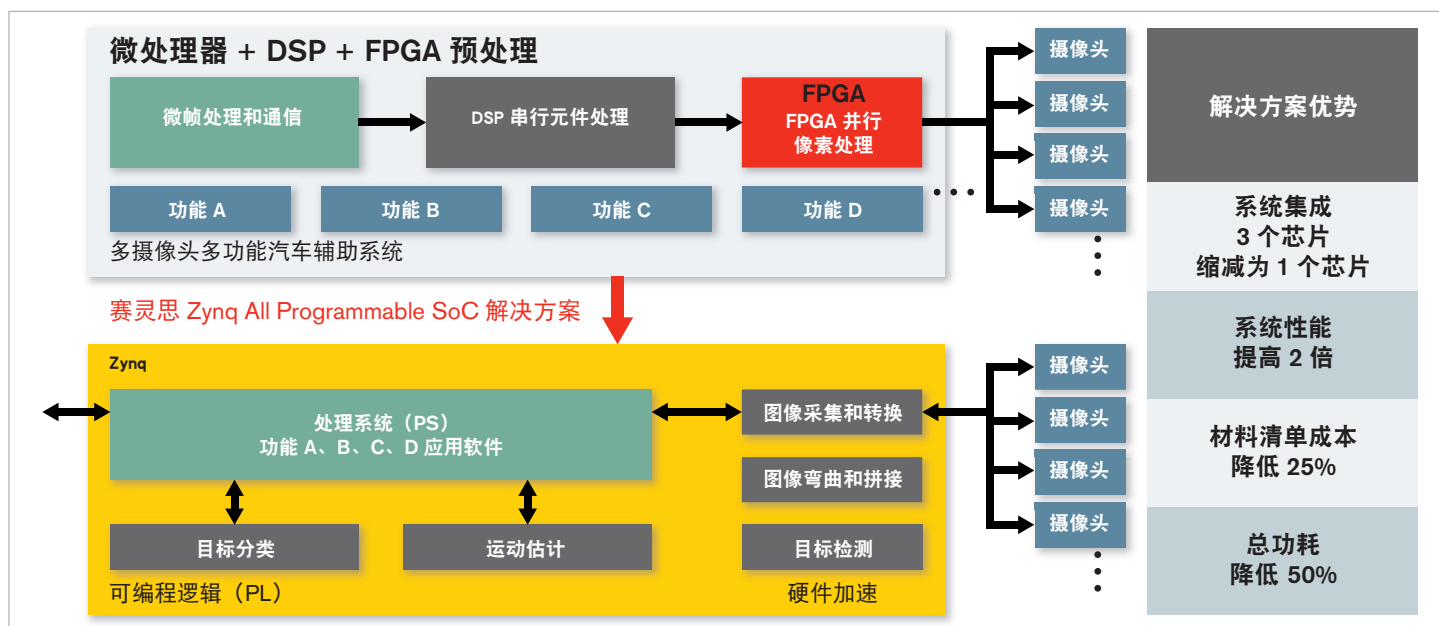 微处理器 + DSP + FPGA 预处理
微帧处理和通信
DSP 串行元件处理
FPGA
FPGA 并行
像素处理
功能 A
功能 B
功能 C
功能 D
多摄像头多功能汽车辅助系统
摄像头
摄像头
摄像头
摄像头
赛灵思 Zynq All Programmable SoC 解决方案
Zynq
处理系统（PS）
功能 A、B、C、D 应用软件
图像采集和转换
图像弯曲和拼接
目标分类
运动估计
目标检测
可编程逻辑（PL）
硬件加速
摄像头
摄像头
摄像头
摄像头
解决方案优势
系统集成
3 个芯片
缩减为 1 个芯片
系统性能
提高 2 倍
材料清单成本
降低 25%
总功耗
降低 50%